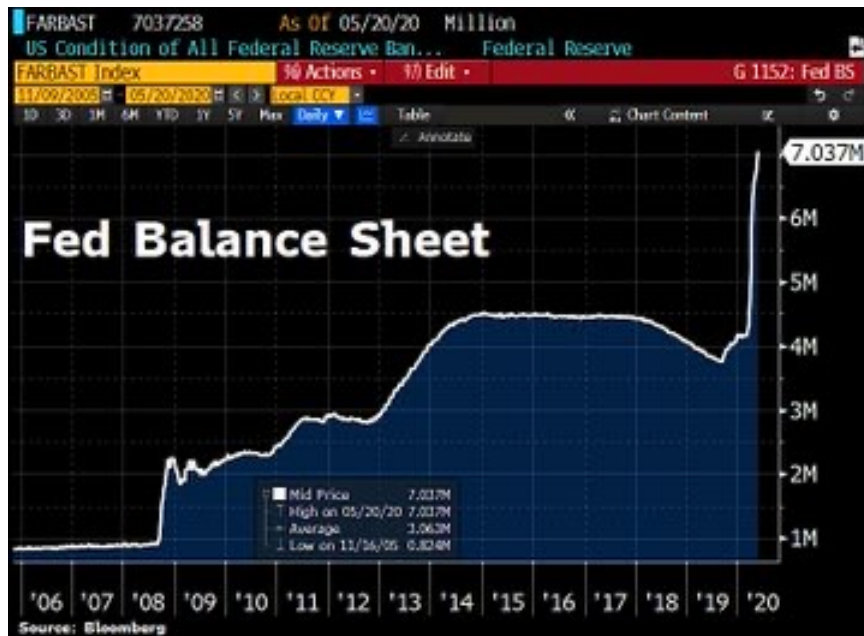 FARBAST 7037258 As Of 05/20/20 Million
US Condition of All Federal Reserve Ban... Federal Reserve
FARBAST Index 96) Actions 97) Edit G 1152: Fed BS
11/09/2005 - 05/20/2020 < > Local CCY
1D 3D 1M 6M YTD 1Y 5Y Max Daily ▼ Table « Chart Content
Annotate
7.037M
Fed Balance Sheet
6M
5M
4M
3M
2M
1M
Mid Price 7.037M
High on 05/20/20 7.037M
Average 3.063M
Low on 11/16/05 0.824M
'06 '07 '08 '09 '10 '11 '12 '13 '14 '15 '16 '17 '18 '19 '20
Source: Bloomberg